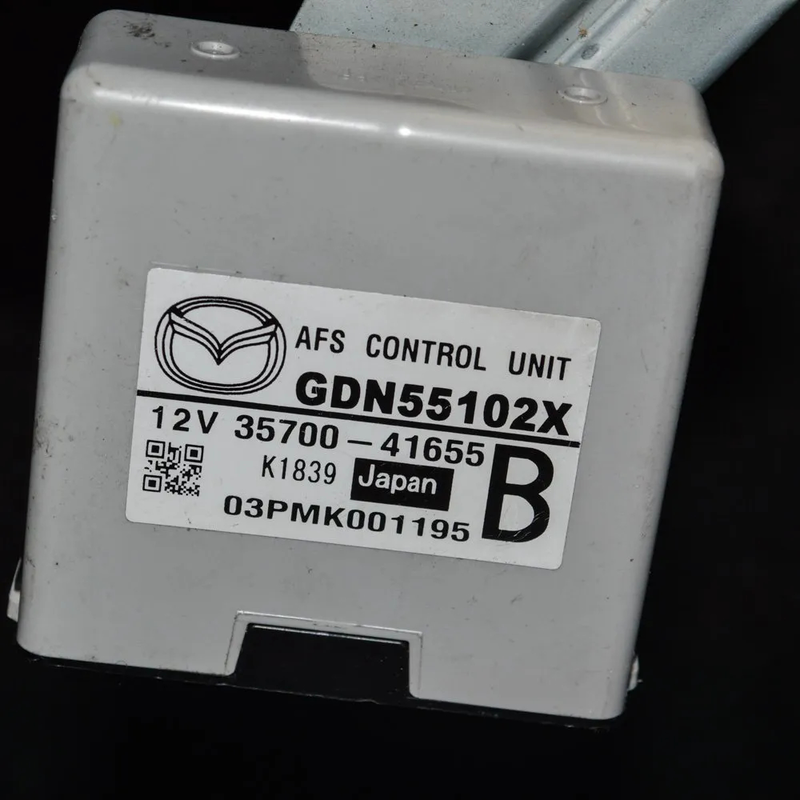 AFS CONTROL UNIT
GDN55102X
12V 35700-41655
K1839 Japan B
03PMK001195